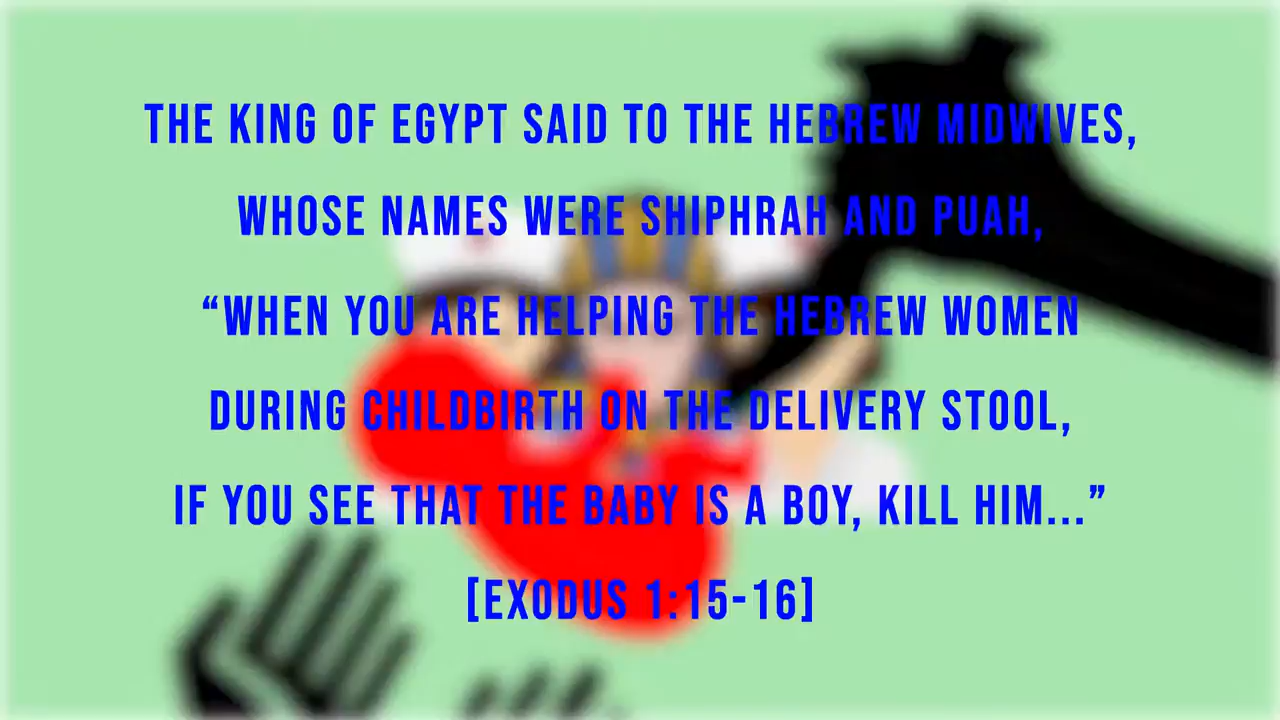 THE KING OF EGYPT SAID TO THE HEBREW MIDWIVES,
WHOSE NAMES WERE SHIPHRAH AND PUAH,
“WHEN YOU ARE HELPING THE HEBREW WOMEN
DURING CHILDBIRTH ON THE DELIVERY STOOL,
IF YOU SEE THAT THE BABY IS A BOY, KILL HIM...”
[EXODUS 1:15-16]